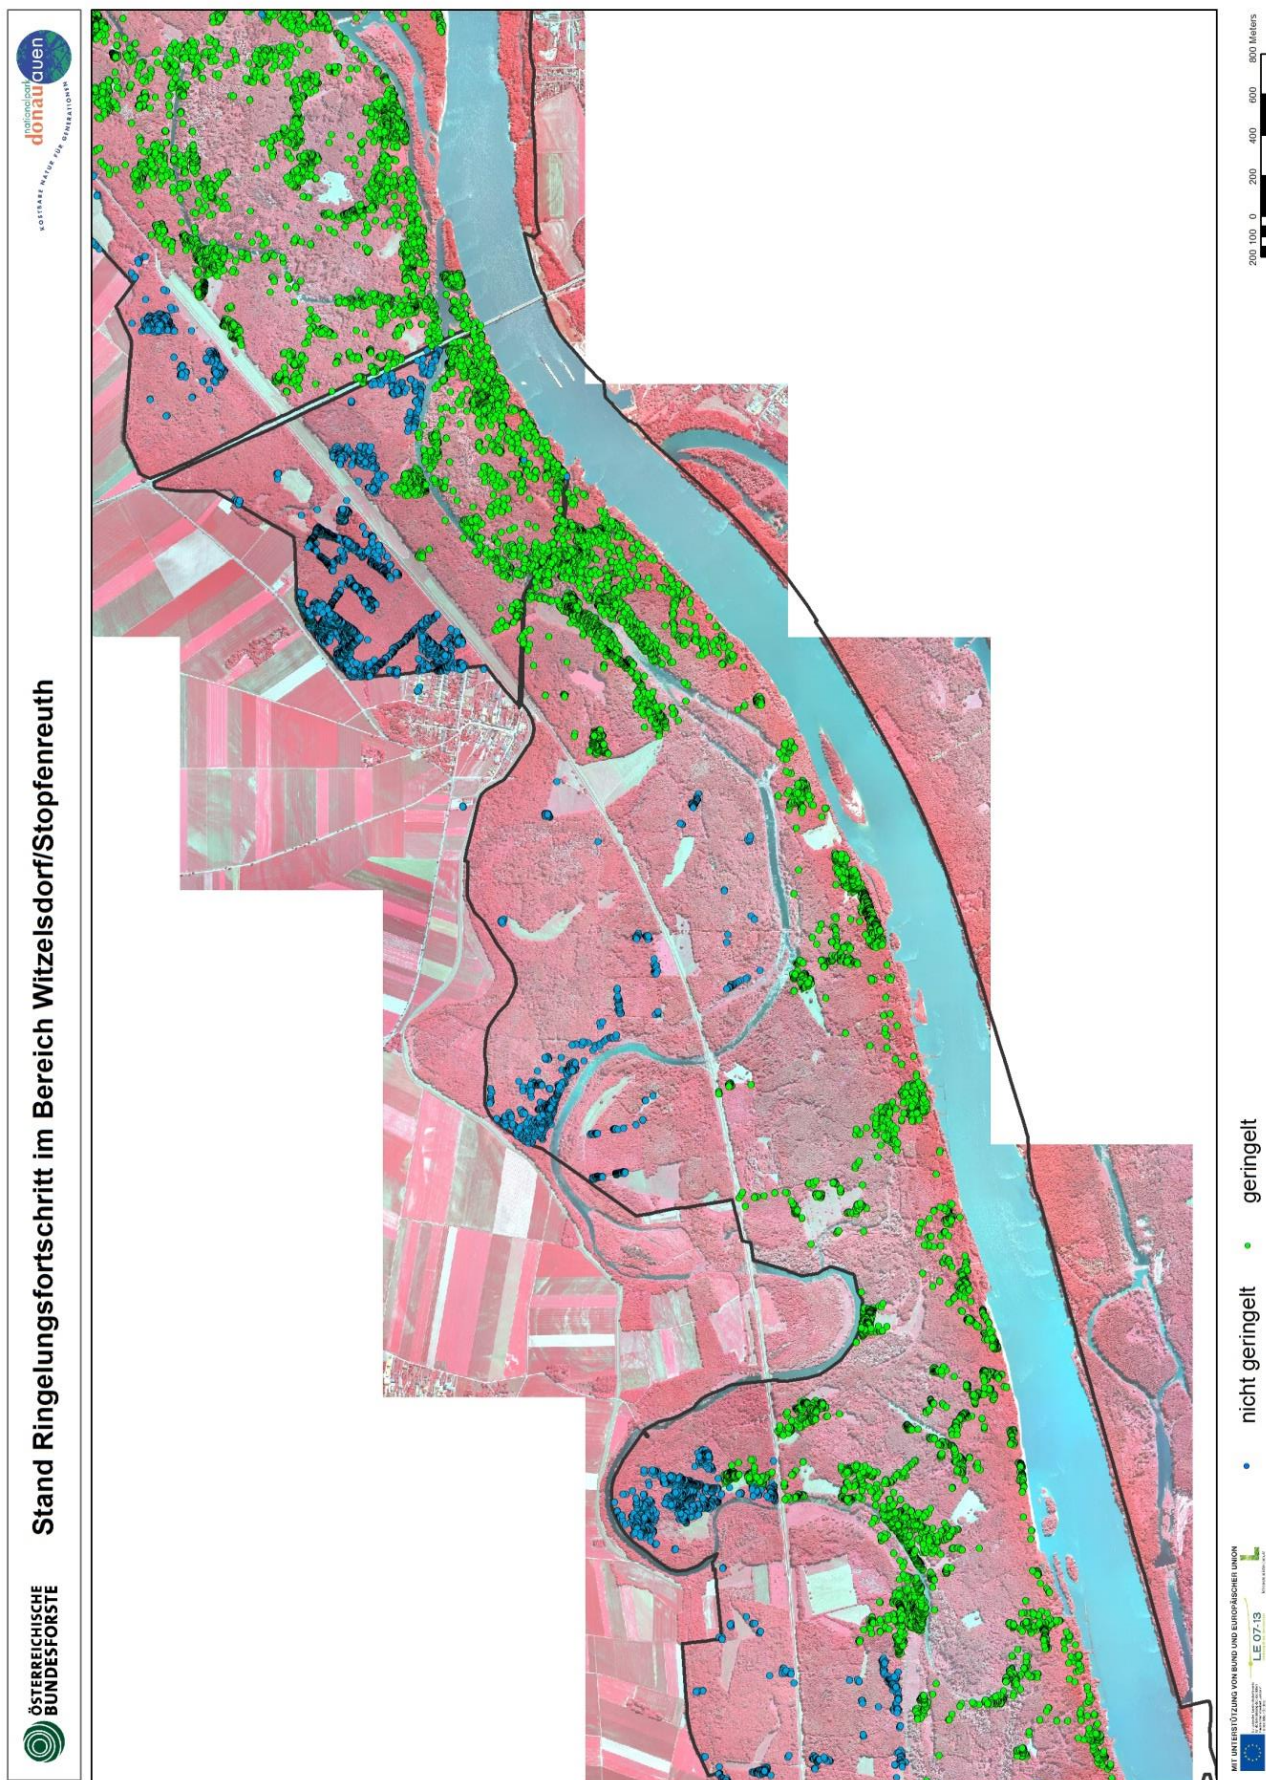 ÖSTERREICHISCHE
BUNDESFORSTE
Stand Ringelungsfortschritt im Bereich Witzelsdorf/Stopfenreuth
nationalpark
donauauen
KOSTBARE NATUR FÜR GENERATIONEN
MIT UNTERSTÜTZUNG VON BUND UND EUROPÄISCHER UNION
LE 07-13
nicht geringelt
geringelt
200 100 0 200 400 600 800 Meters